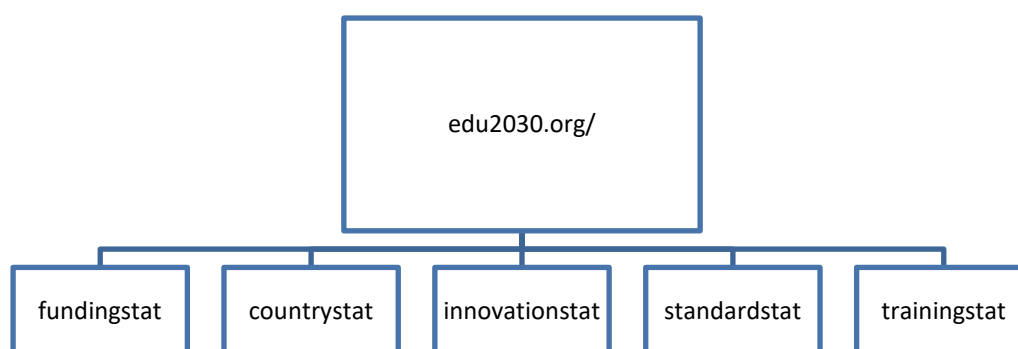 edu2030.org/
fundingstat
countrystat
innovationstat
standardstat
trainingstat